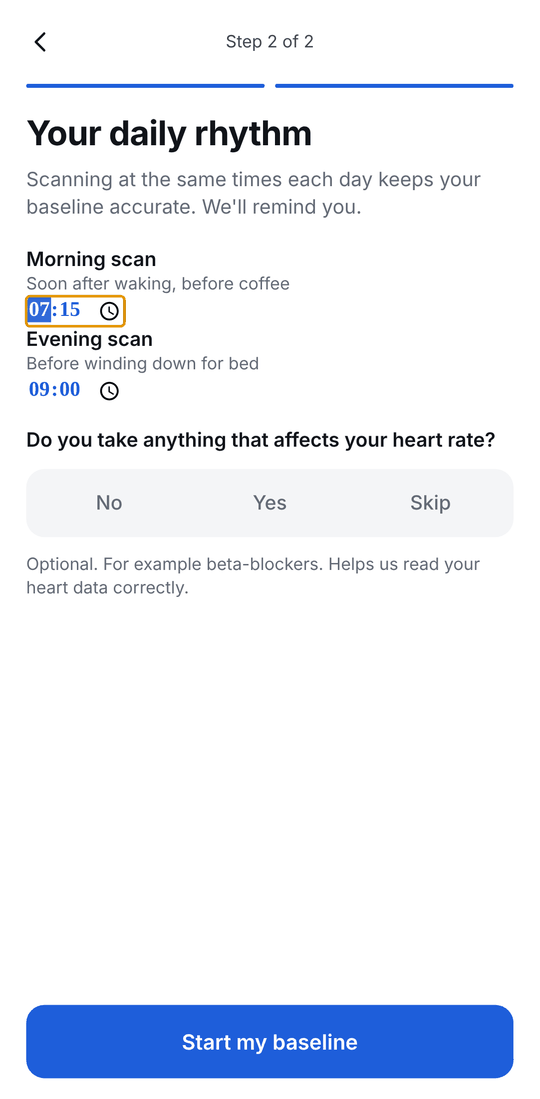 Step 2 of 2
Your daily rhythm
Scanning at the same times each day keeps your
baseline accurate. We'll remind you.
Morning scan
Soon after waking, before coffee
07:15
Evening scan
Before winding down for bed
09:00
Do you take anything that affects your heart rate?
No Yes Skip
Optional. For example beta-blockers. Helps us read your
heart data correctly.
Start my baseline